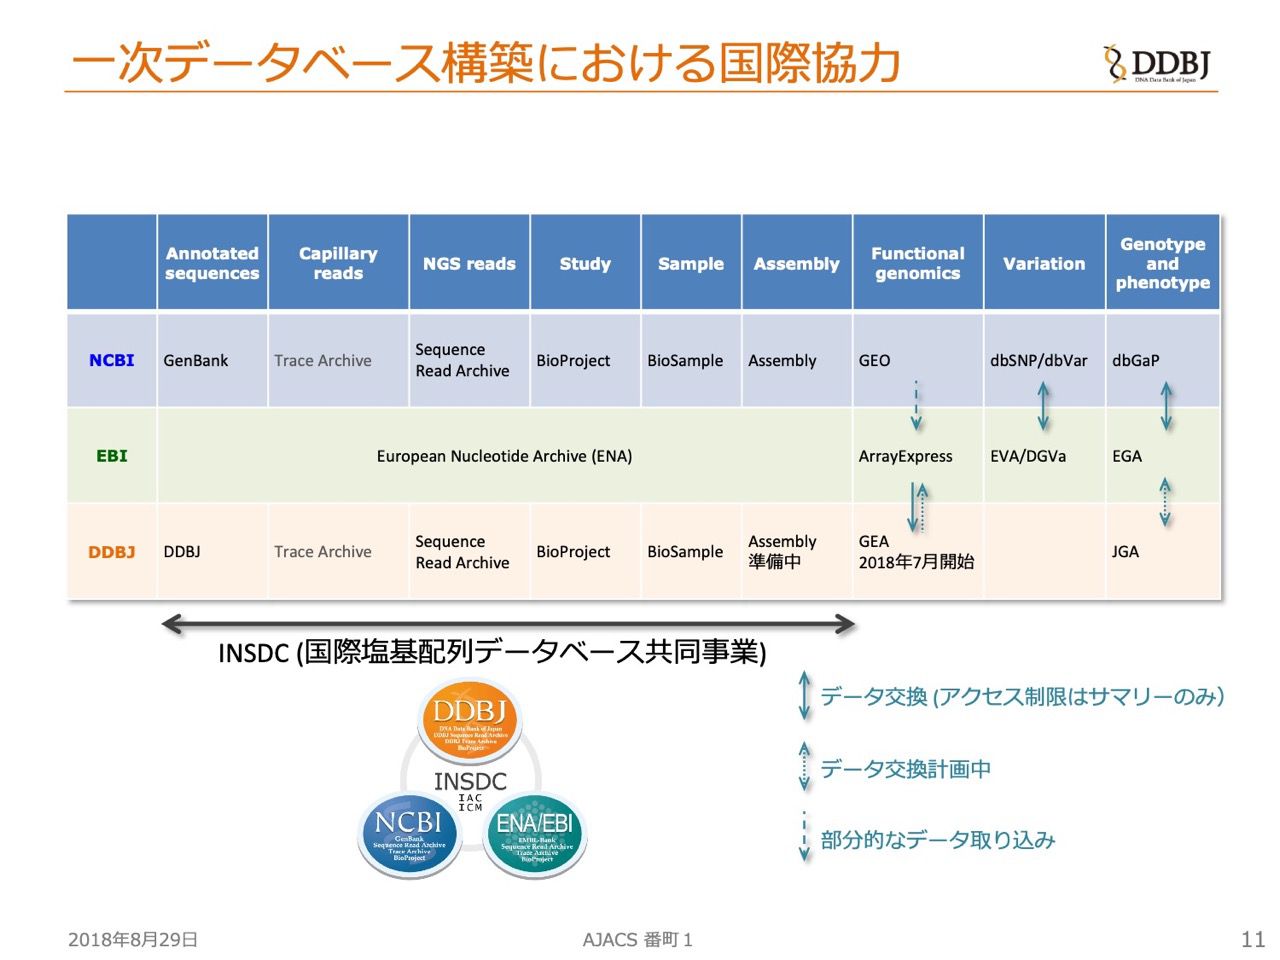 一次データベース構築における国際協力
DDBJ
DNA Data Bank of Japan
Annotated sequences
Capillary reads
NGS reads
Study
Sample
Assembly
Functional genomics
Variation
Genotype and phenotype
NCBI
GenBank
Trace Archive
Sequence Read Archive
BioProject
BioSample
Assembly
GEO
dbSNP/dbVar
dbGaP
EBI
European Nucleotide Archive (ENA)
ArrayExpress
EVA/DGVa
EGA
DDBJ
DDBJ
Trace Archive
Sequence Read Archive
BioProject
BioSample
Assembly
準備中
GEA
2018年7月開始
JGA
INSDC (国際塩基配列データベース共同事業)
DDBJ
DNA Data Bank of Japan
DDBJ Sequence Read Archive
DDBJ Trace Archive
BioProject
INSDC
IAC
ICM
NCBI
GenBank
Sequence Read Archive
Trace Archive
BioProject
ENA/EBI
EMBL-Bank
Sequence Read Archive
Trace Archive
BioProject
データ交換 (アクセス制限はサマリーのみ）
データ交換計画中
部分的なデータ取り込み
2018年8月29日
AJACS 番町１
11